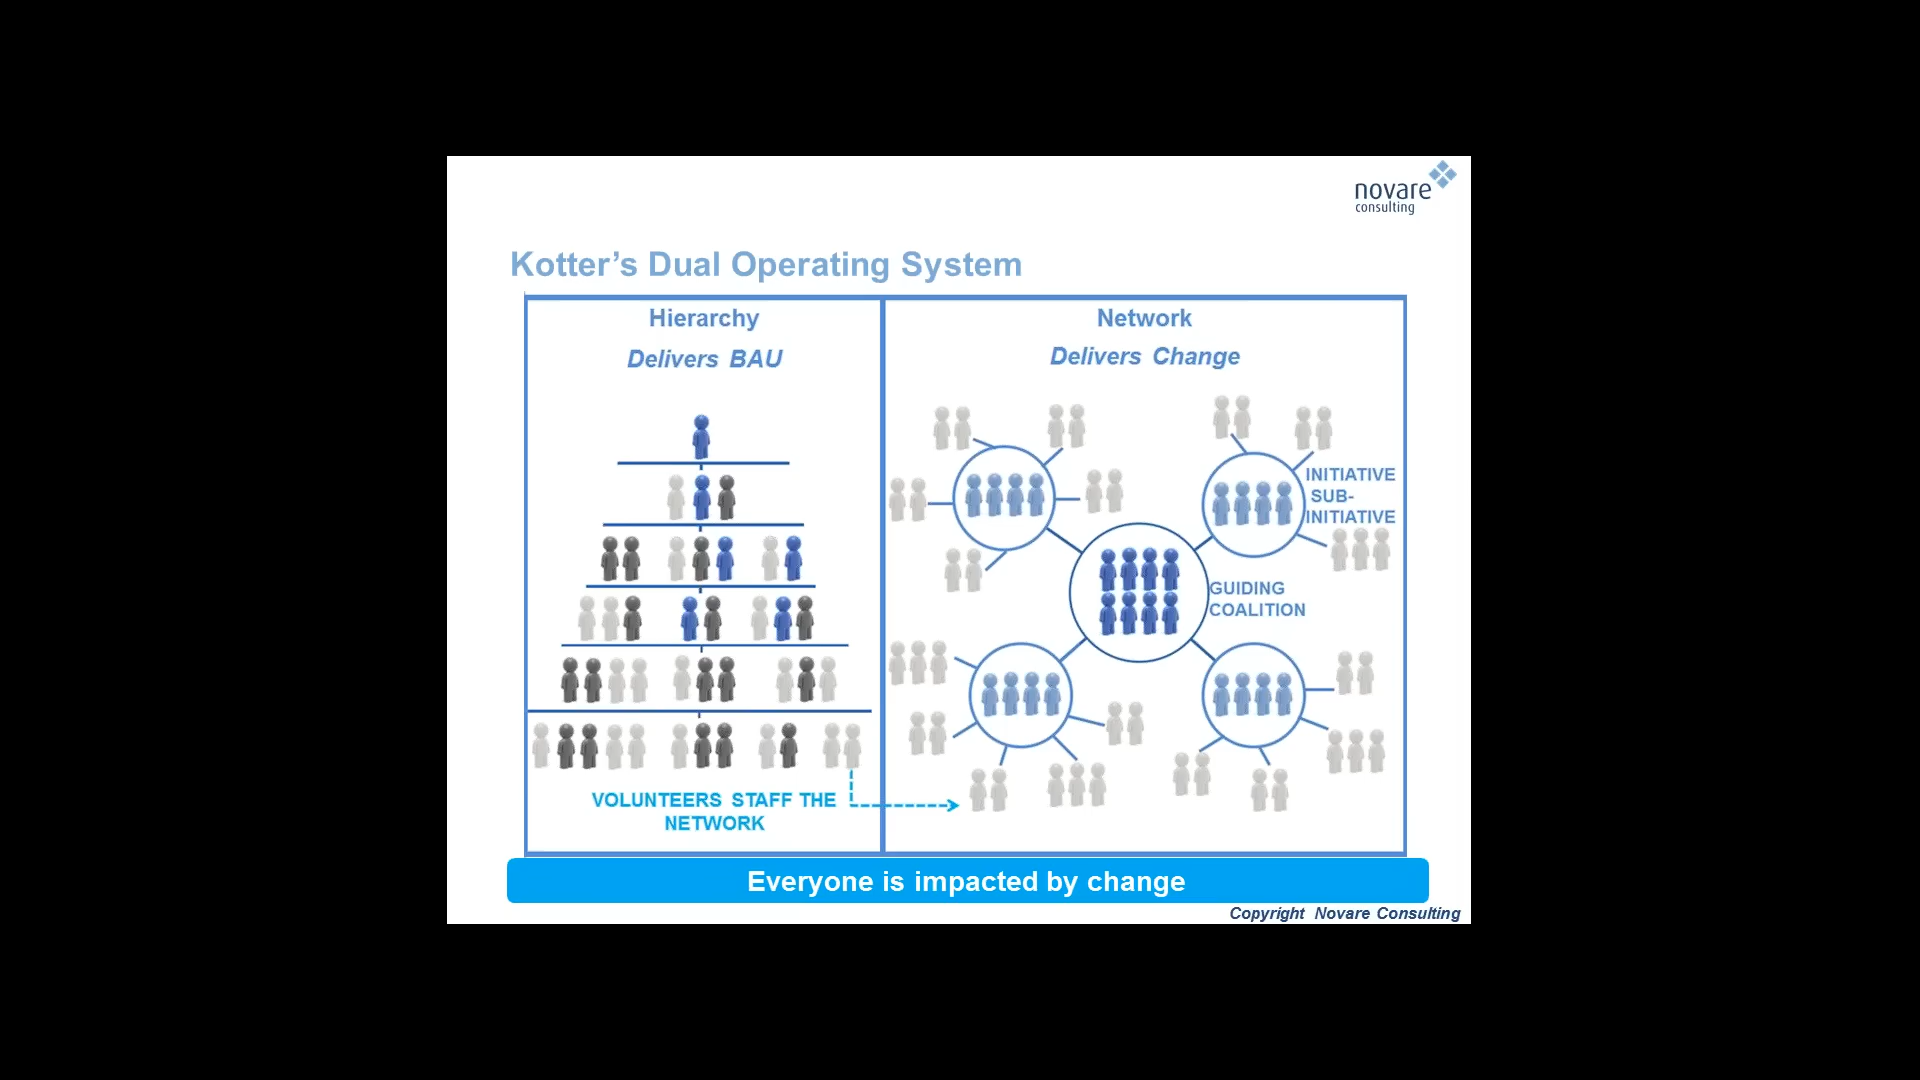 novare
consulting
Kotter’s Dual Operating System
Hierarchy
Delivers BAU
Network
Delivers Change
INITIATIVE
SUB-
INITIATIVE
GUIDING
COALITION
VOLUNTEERS STAFF THE
NETWORK
Everyone is impacted by change
Copyright Novare Consulting